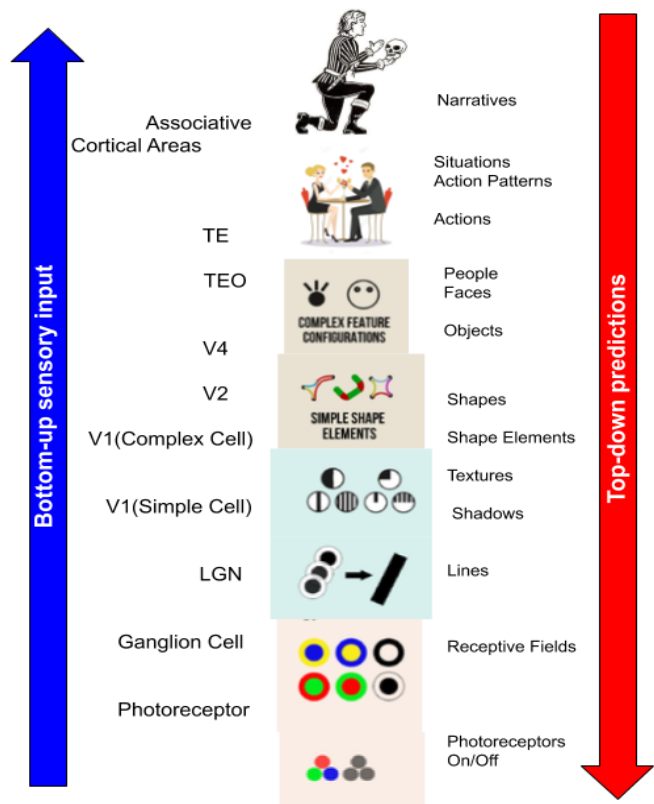 Narratives
Associative
Cortical Areas
Situations
Action Patterns
Actions
TE
TEO
People
Faces
COMPLEX FEATURE
CONFIGURATIONS
Objects
V4
V2
Shapes
SIMPLE SHAPE
ELEMENTS
V1(Complex Cell)
Shape Elements
Textures
V1(Simple Cell)
Shadows
LGN
Lines
Ganglion Cell
Receptive Fields
Photoreceptor
Photoreceptors
On/Off
Bottom-up sensory input
Top-down predictions